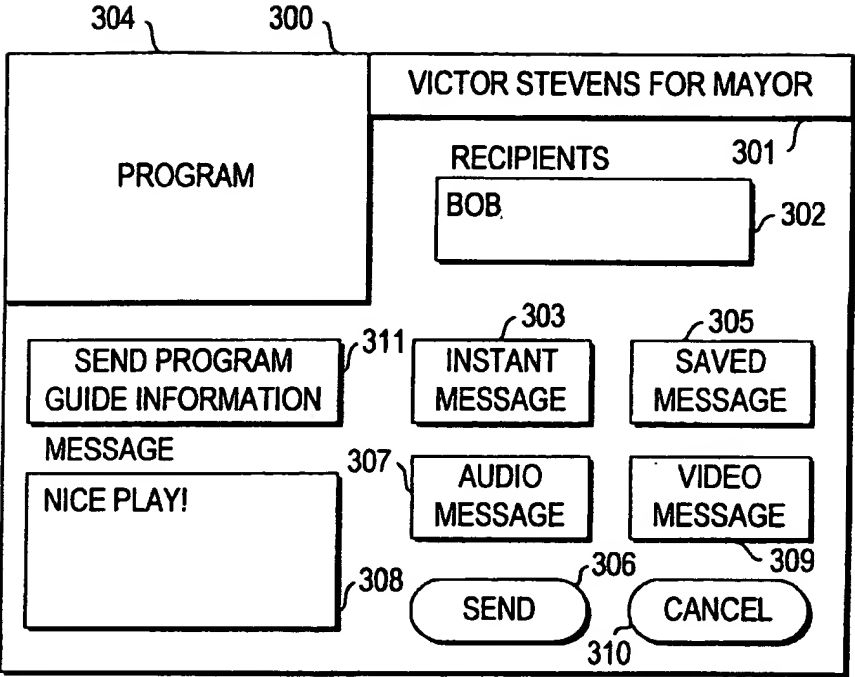 304 300
VICTOR STEVENS FOR MAYOR
PROGRAM
301
RECIPIENTS
BOB
302
303
305
311
SEND PROGRAM
GUIDE INFORMATION
INSTANT
MESSAGE
SAVED
MESSAGE
MESSAGE
NICE PLAY!
308
307
AUDIO
MESSAGE
VIDEO
MESSAGE
309
306
SEND
CANCEL
310